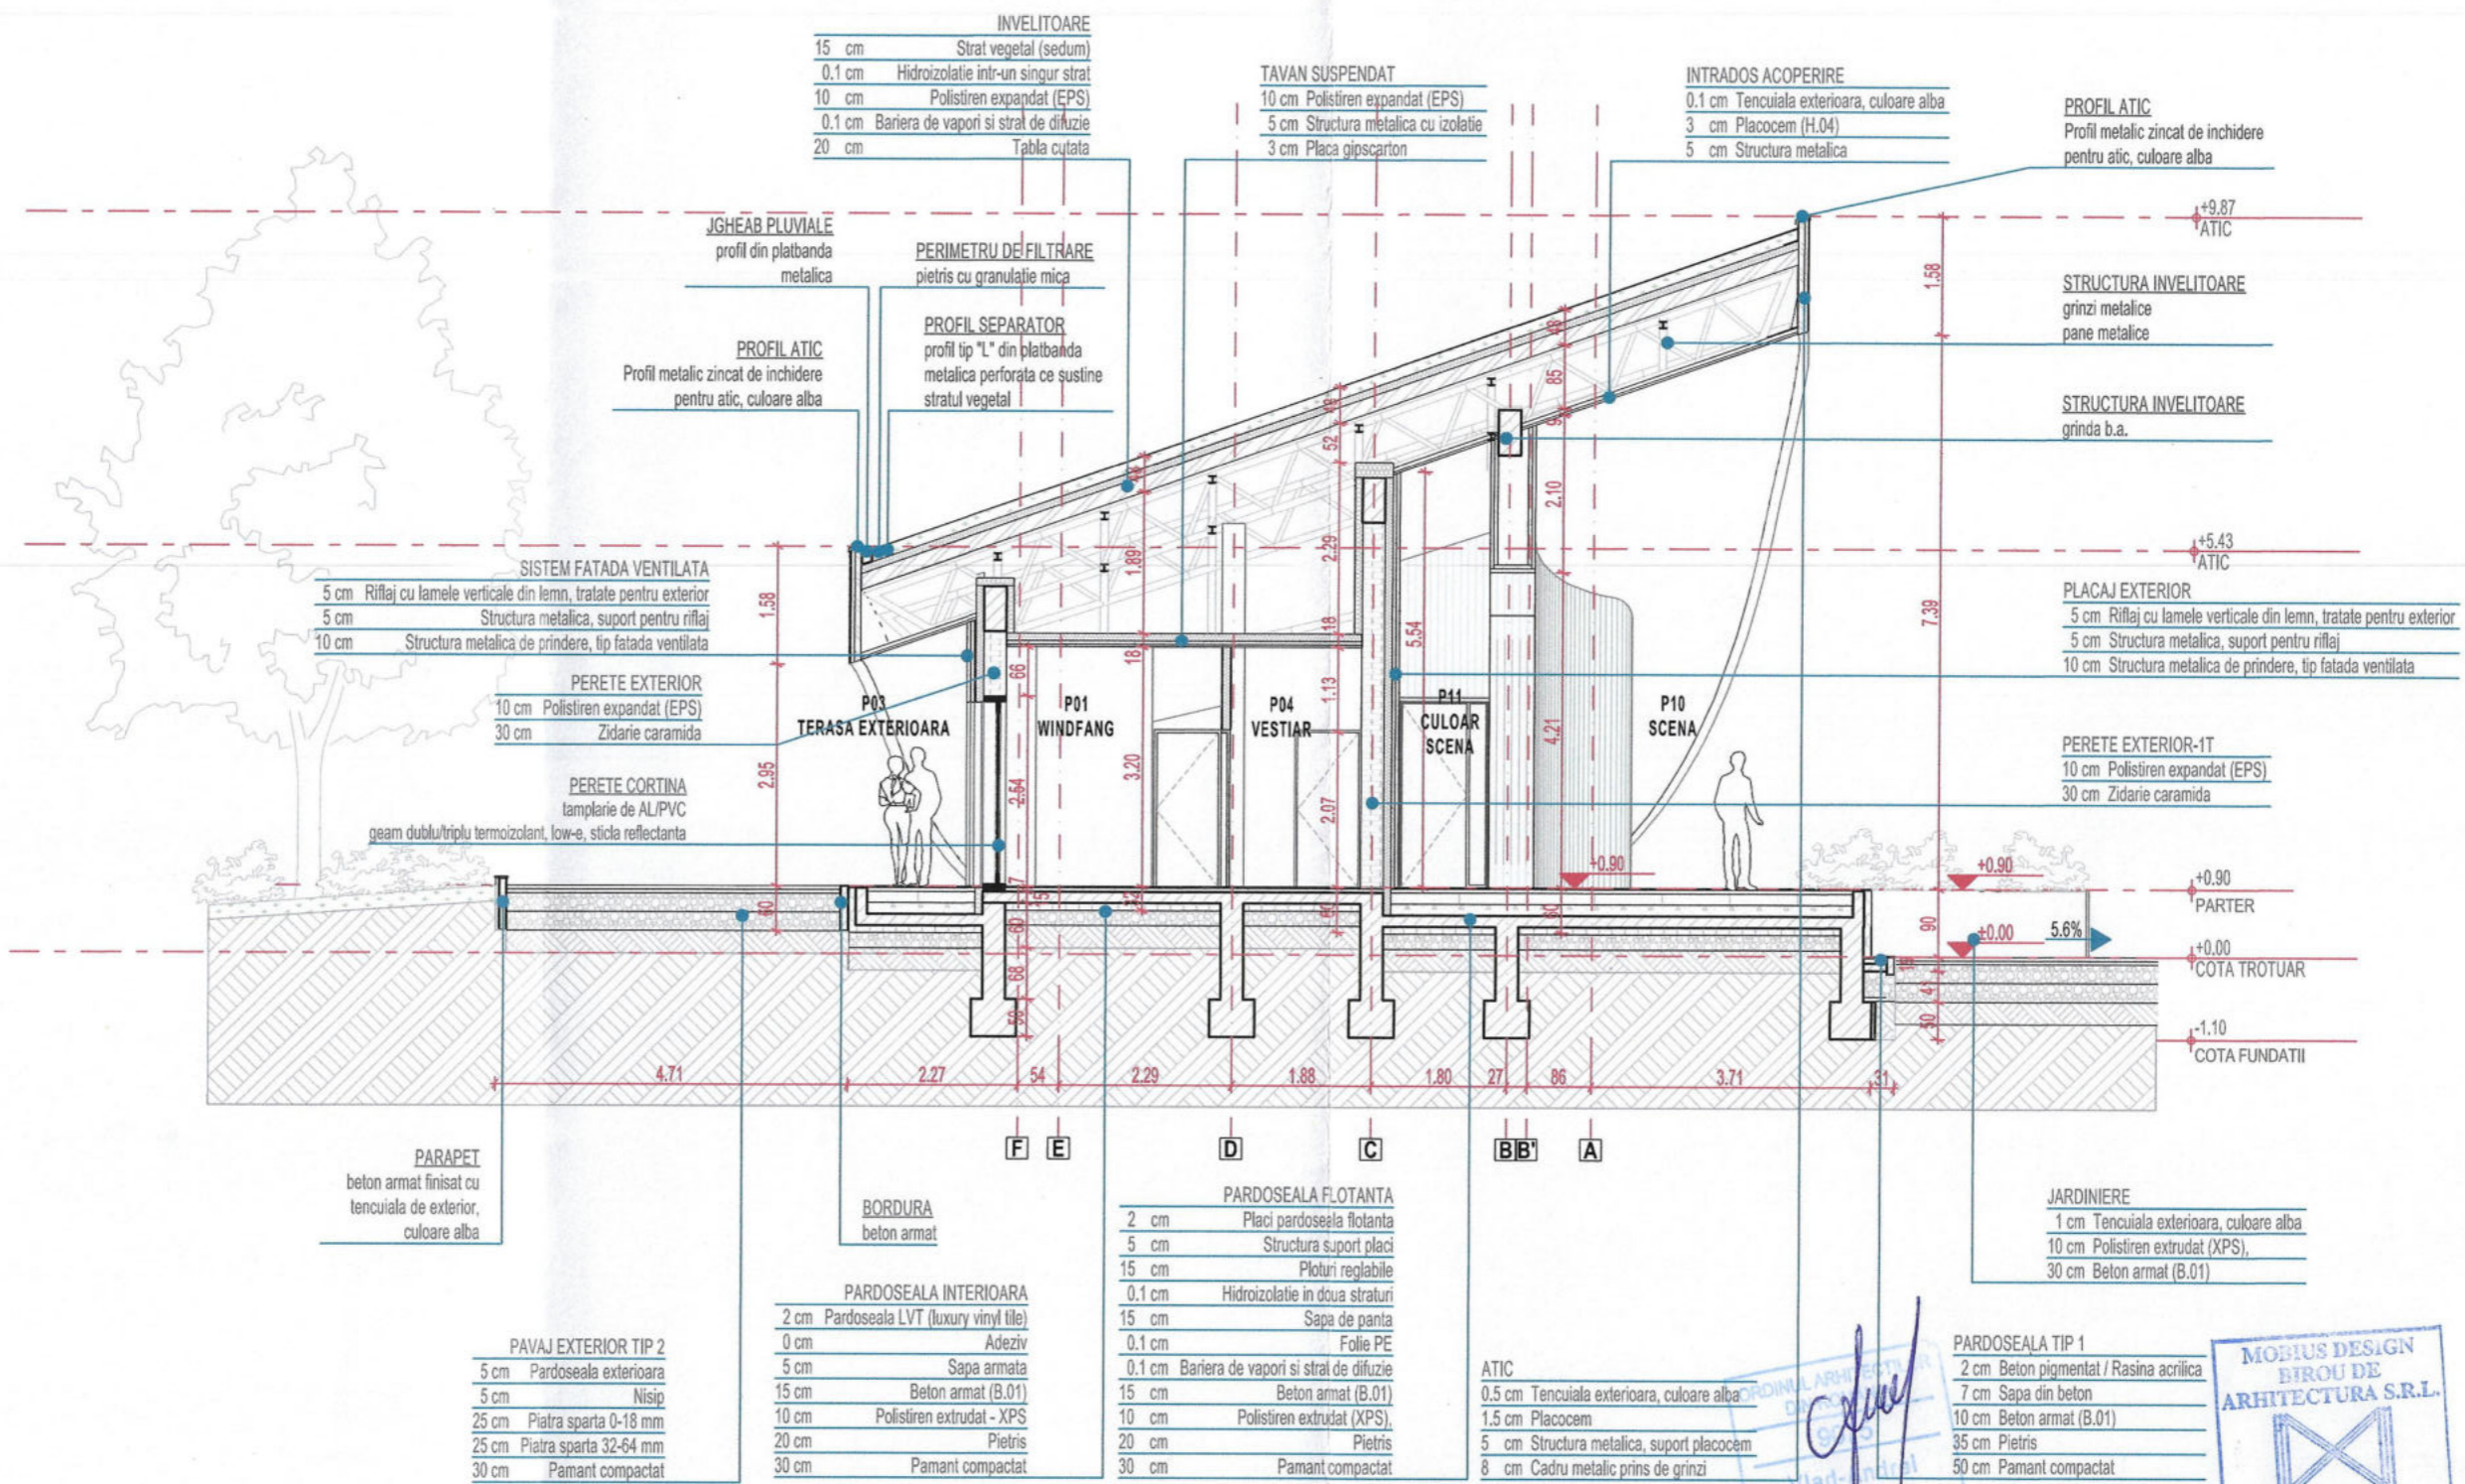 INVELITOARE
15 cm Strat vegetal (sedum)
0.1 cm Hidroizolatie intr-un singur strat
10 cm Polistiren expandat (EPS)
0.1 cm Bariera de vapori si strat de difuzie
20 cm Tabla cutata
TAVAN SUSPENDAT
10 cm Polistiren expandat (EPS)
5 cm Structura metalica cu izolatie
3 cm Placa gipscarton
INTRADOS ACOPERIRE
0.1 cm Tencuiala exterioara, culoare alba
3 cm Placocem (H.04)
5 cm Structura metalica
PROFIL ATIC
Profil metalic zincat de inchidere
pentru atic, culoare alba
+9.87
ATIC
JGHEAB PLUVIALE
profil din platbanda
metalica
PERIMETRU DE FILTRARE
pietris cu granulatie mica
PROFIL SEPARATOR
profil tip "L" din platbanda
metalica perforata ce sustine
stratul vegetal
PROFIL ATIC
Profil metalic zincat de inchidere
pentru atic, culoare alba
1.58
STRUCTURA INVELITOARE
grinzi metalice
pane metalice
STRUCTURA INVELITOARE
grinda b.a.
48
85
52
2.10
1.89
2.29
+5.43
ATIC
SISTEM FATADA VENTILATA
5 cm Riflaj cu lamele verticale din lemn, tratate pentru exterior
5 cm Structura metalica, suport pentru riflaj
10 cm Structura metalica de prindere, tip fatada ventilata
1.58
PLACAJ EXTERIOR
5 cm Riflaj cu lamele verticale din lemn, tratate pentru exterior
5 cm Structura metalica, suport pentru riflaj
10 cm Structura metalica de prindere, tip fatada ventilata
7.39
5.54
18
18
66
1.13
PERETE EXTERIOR
10 cm Polistiren expandat (EPS)
30 cm Zidarie caramida
P03
TERASA EXTERIOARA
P01
WINDFANG
P04
VESTIAR
P11
CULOAR
SCENA
P10
SCENA
4.21
3.20
2.95
2.64
2.07
PERETE CORTINA
tamplarie de AL/PVC
geam dublu/triplu termoizolant, low-e, sticla reflectanta
PERETE EXTERIOR-1T
10 cm Polistiren expandat (EPS)
30 cm Zidarie caramida
+0.90
+0.90
+0.90
PARTER
60
7
15
32
60
60
60
90
±0.00
5.6%
+0.00
COTA TROTUAR
68
50
15
50
-1.10
COTA FUNDATII
4.71
2.27
54
2.29
1.88
1.80
27
86
3.71
31
F
E
D
C
B
B'
A
PARAPET
beton armat finisat cu
tencuiala de exterior,
culoare alba
BORDURA
beton armat
PARDOSEALA FLOTANTA
2 cm Placi pardoseala flotanta
5 cm Structura suport placi
15 cm Ploturi reglabile
0.1 cm Hidroizolatie in doua straturi
15 cm Sapa de panta
0.1 cm Folie PE
0.1 cm Bariera de vapori si strat de difuzie
15 cm Beton armat (B.01)
10 cm Polistiren extrudat (XPS),
20 cm Pietris
30 cm Pamant compactat
JARDINIERE
1 cm Tencuiala exterioara, culoare alba
10 cm Polistiren extrudat (XPS),
30 cm Beton armat (B.01)
PARDOSEALA INTERIOARA
2 cm Pardoseala LVT (luxury vinyl tile)
0 cm Adeziv
5 cm Sapa armata
15 cm Beton armat (B.01)
10 cm Polistiren extrudat - XPS
20 cm Pietris
30 cm Pamant compactat
PAVAJ EXTERIOR TIP 2
5 cm Pardoseala exterioara
5 cm Nisip
25 cm Piatra sparta 0-18 mm
25 cm Piatra sparta 32-64 mm
30 cm Pamant compactat
ATIC
0.5 cm Tencuiala exterioara, culoare alba
1.5 cm Placocem
5 cm Structura metalica, suport placocem
8 cm Cadru metalic prins de grinzi
ORDINUL ARHITECTILOR
Vlad-Andrei
PARDOSEALA TIP 1
2 cm Beton pigmentat / Rasina acrilica
7 cm Sapa din beton
10 cm Beton armat (B.01)
35 cm Pietris
50 cm Pamant compactat
MOBIUS DESIGN
BIROU DE
ARHITECTURA S.R.L.